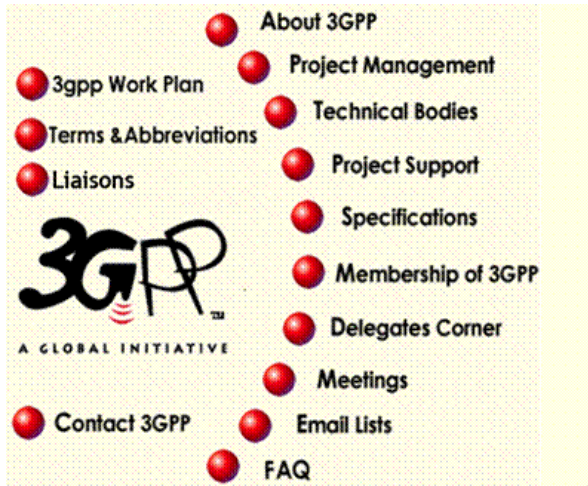 About 3GPP
Project Management
3gpp Work Plan
Technical Bodies
Terms &Abbreviations
Project Support
Liaisons
Specifications
3GPP
TM
Membership of 3GPP
Delegates Corner
A GLOBAL INITIATIVE
Meetings
Contact 3GPP
Email Lists
FAQ